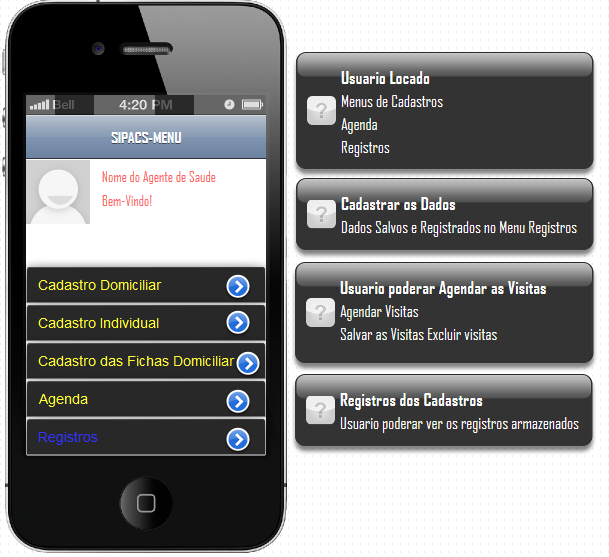 Bell 4:20 PM
SIPACS-MENU
Nome do Agente de Saude
Bem-Vindo!
Cadastro Domiciliar
Cadastro Individual
Cadastro das Fichas Domiciliar
Agenda
Registros
Usuario Locado
Menus de Cadastros
Agenda
Registros
Cadastrar os Dados
Dados Salvos e Registrados no Menu Registros
Usuario poderar Agendar as Visitas
Agendar Visitas
Salvar as Visitas Excluir visitas
Registros dos Cadastros
Usuario poderar ver os registros armazenados